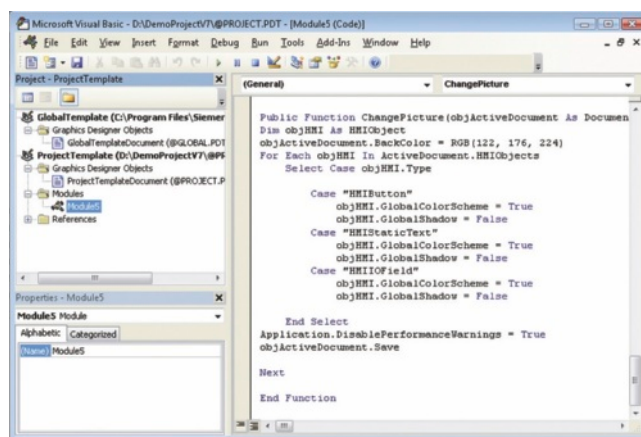 Microsoft Visual Basic - D:\DemoProjectV7\@PROJECT.PDT - [Module5 (Code)]
File Edit View Insert Format Debug Run Tools Add-Ins Window Help
Project - ProjectTemplate
GlobalTemplate (C:\Program Files\Siemen
Graphics Designer Objects
GlobalTemplateDocument (@GLOBAL.PDT
ProjectTemplate (D:\DemoProjectV7\@PR
Graphics Designer Objects
ProjectTemplateDocument (@PROJECT.P
Modules
Module5
References
Properties - Module5
Module5 Module
Alphabetic Categorized
(Name) Module5
(General) ChangePicture
Public Function ChangePicture(objActiveDocument As Documen
Dim objHMI As HMIObject
objActiveDocument.BackColor = RGB(122, 176, 224)
For Each objHMI In ActiveDocument.HMIObjects
Select Case objHMI.Type
Case "HMIButton"
objHMI.GlobalColorScheme = True
objHMI.GlobalShadow = False
Case "HMIStaticText"
objHMI.GlobalColorScheme = True
objHMI.GlobalShadow = False
Case "HMIIOField"
objHMI.GlobalColorScheme = True
objHMI.GlobalShadow = False
End Select
Application.DisablePerformanceWarnings = True
objActiveDocument.Save
Next
End Function